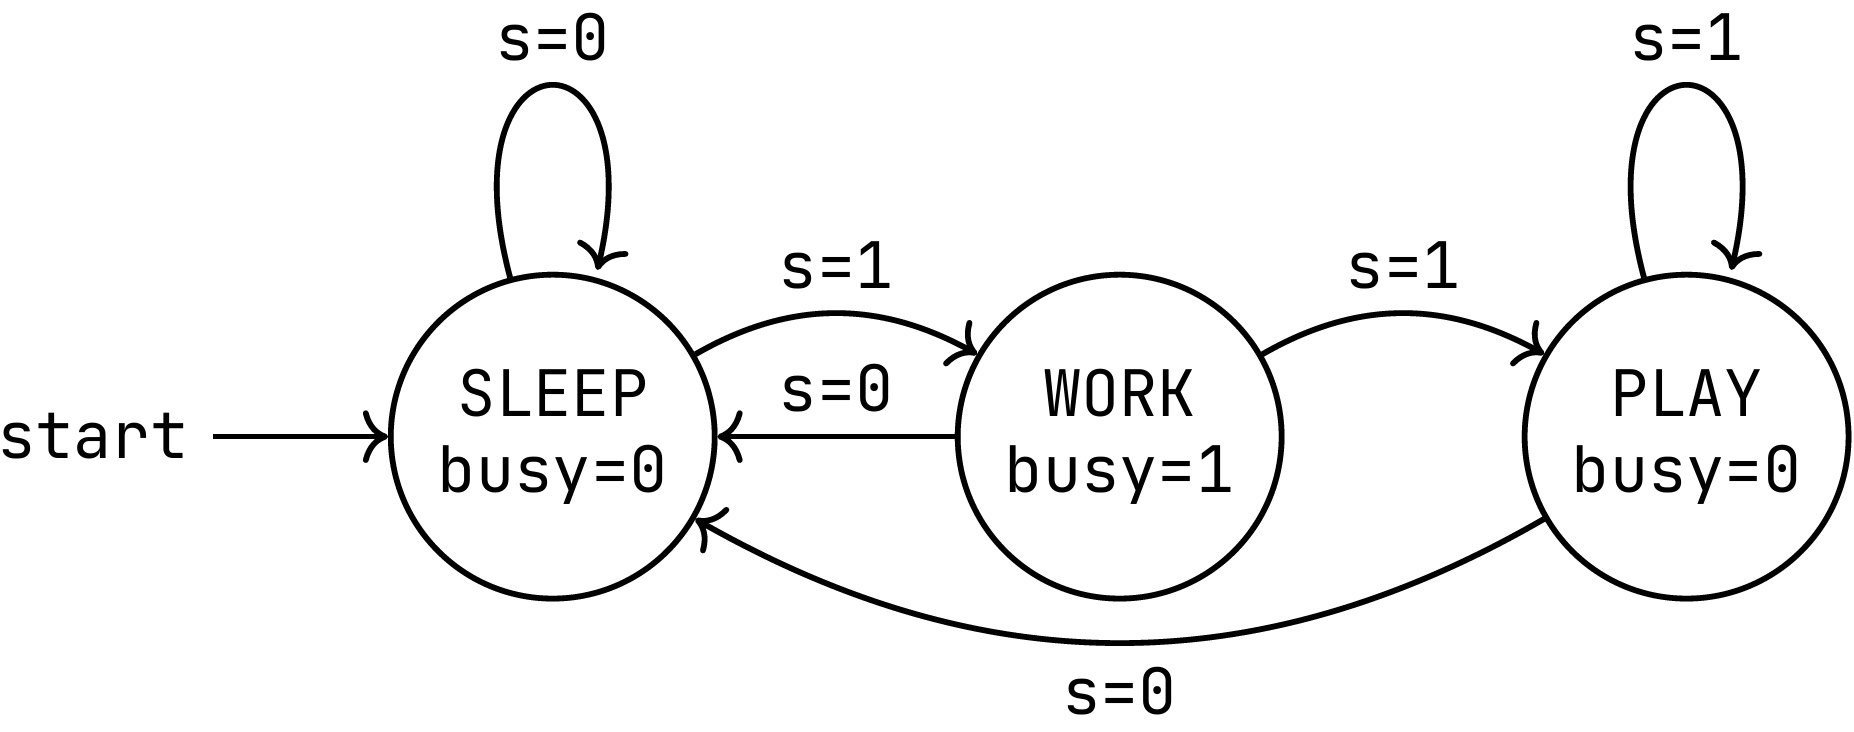 s=0
s=1
s=1
s=1
s=0
start
SLEEP
busy=0
WORK
busy=1
PLAY
busy=0
s=0